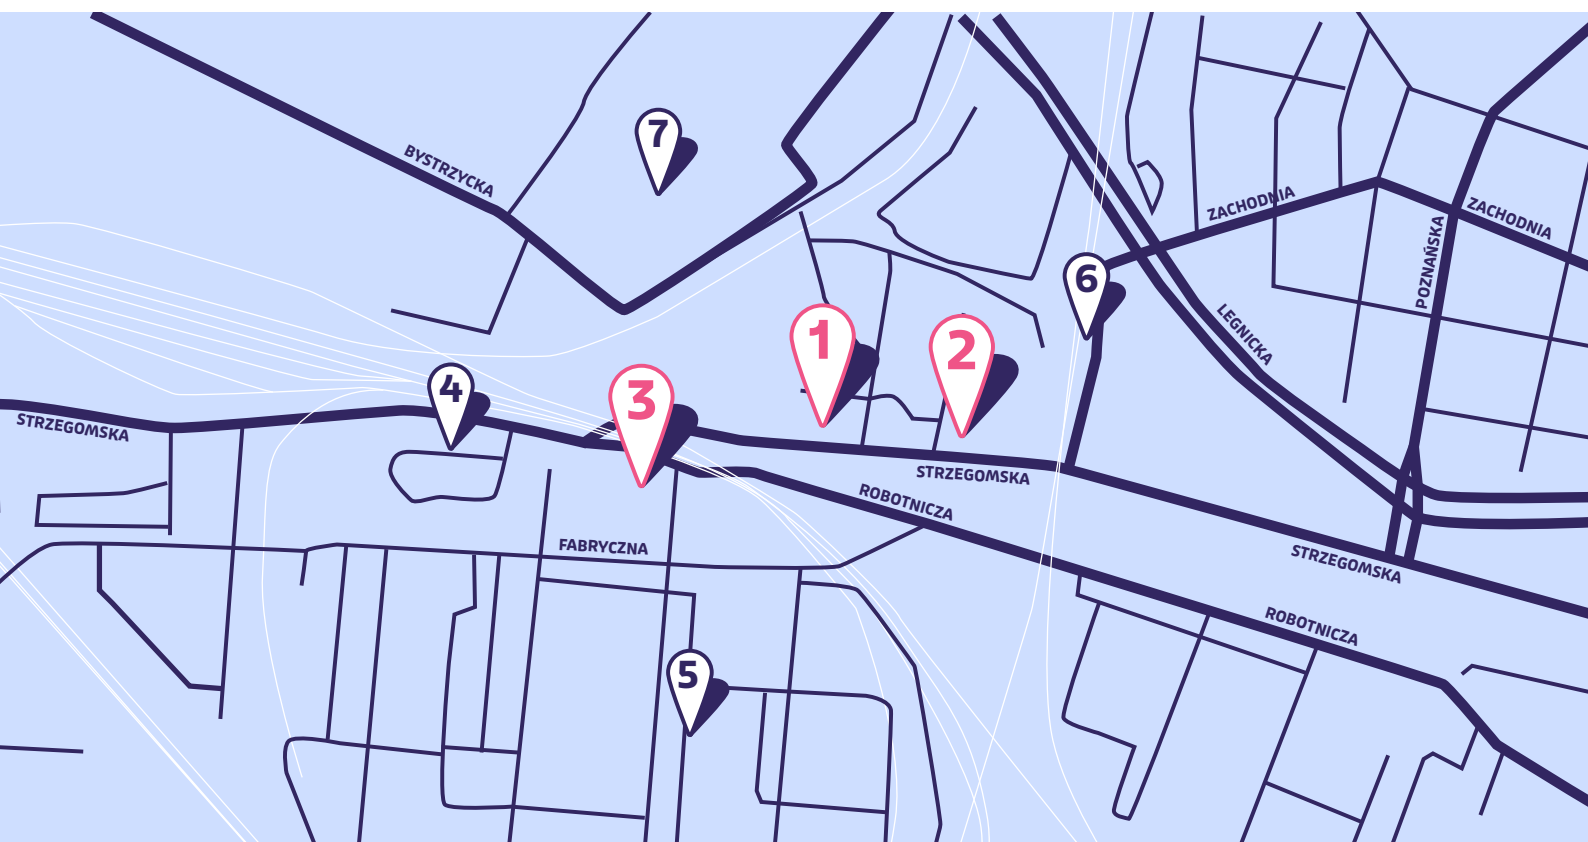 7
BYSTRZYCKA
ZACHODNIA
ZACHODNIA
POZNAŃSKA
6
LEGNICKA
1
2
3
4
STRZEGOMSKA
STRZEGOMSKA
ROBOTNICZA
FABRYCZNA
STRZEGOMSKA
ROBOTNICZA
5